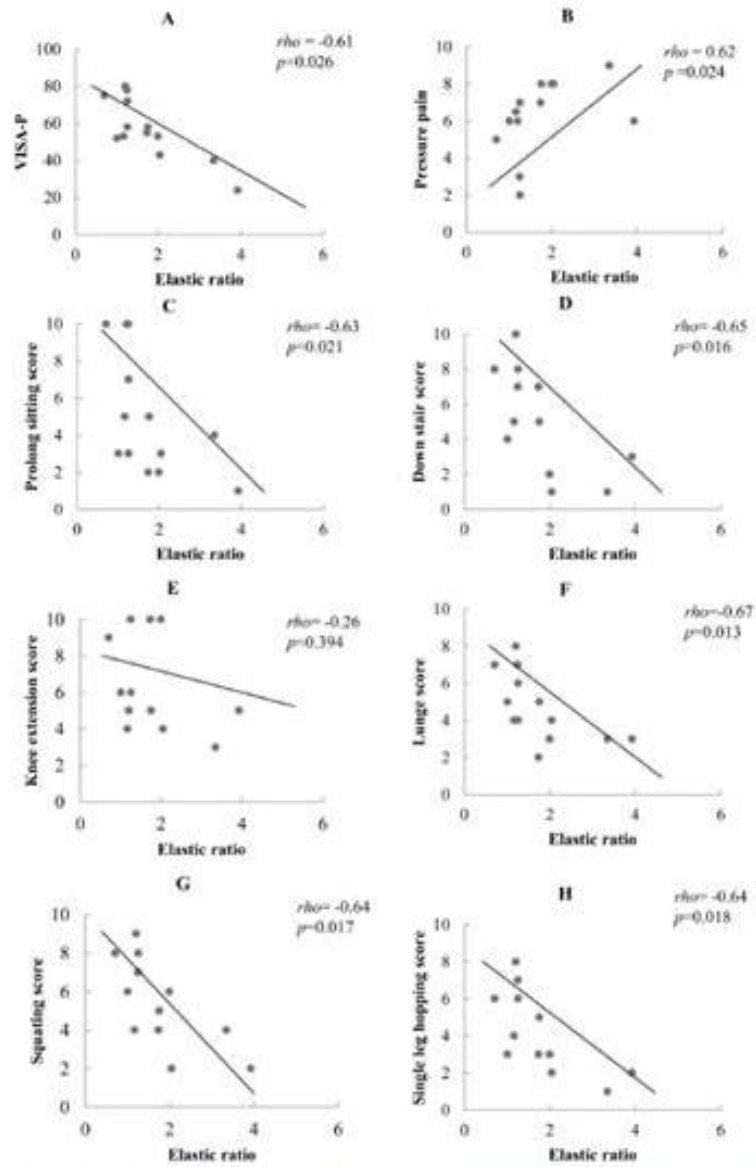 A
rho = -0.61
p=0.026
VISA-P
100
80
60
40
20
0
0 2 4 6
Elastic ratio
B
rho = 0.62
p =0.024
Pressure pain
10
8
6
4
2
0
0 2 4 6
Elastic ratio
C
rho= -0.63
p=0.021
Prolong sitting score
10
8
6
4
2
0
0 2 4 6
Elastic ratio
D
rho= -0.65
p=0.016
Down stair score
10
8
6
4
2
0
0 2 4 6
Elastic ratio
E
rho= -0.26
p=0.394
Knee extension score
10
8
6
4
2
0
0 2 4 6
Elastic ratio
F
rho=-0.67
p=0.013
Lunge score
10
8
6
4
2
0
0 2 4 6
Elastic ratio
G
rho= -0.64
p=0.017
Squating score
10
8
6
4
2
0
0 2 4 6
Elastic ratio
H
rho= -0.64
p=0.018
Single leg hopping score
10
8
6
4
2
0
0 2 4 6
Elastic ratio